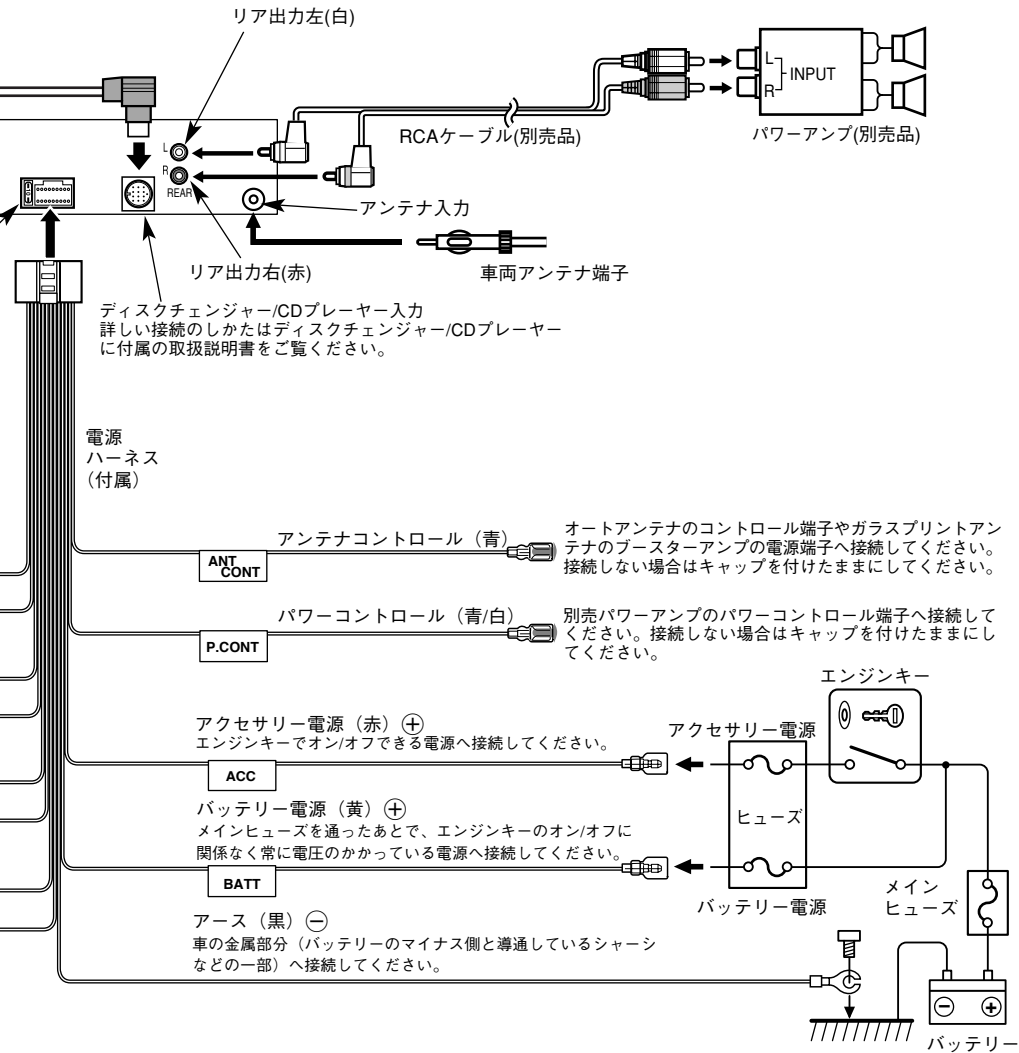 リア出力左(白)
L
R
INPUT
RCAケーブル(別売品)
パワーアンプ(別売品)
L
R
REAR
アンテナ入力
リア出力右(赤)
車両アンテナ端子
ディスクチェンジャー/CDプレーヤー入力
詳しい接続のしかたはディスクチェンジャー/CDプレーヤー
に付属の取扱説明書をご覧ください。
電源
ハーネス
（付属）
アンテナコントロール（青）
ANT
CONT
オートアンテナのコントロール端子やガラスプリントアン
テナのブースターアンプの電源端子へ接続してください。
接続しない場合はキャップを付けたままにしてください。
パワーコントロール（青/白）
P.CONT
別売パワーアンプのパワーコントロール端子へ接続して
ください。接続しない場合はキャップを付けたままにし
てください。
エンジンキー
アクセサリー電源（赤）⊕
エンジンキーでオン/オフできる電源へ接続してください。
ACC
アクセサリー電源
バッテリー電源（黄）⊕
メインヒューズを通ったあとで、エンジンキーのオン/オフに
関係なく常に電圧のかかっている電源へ接続してください。
BATT
ヒューズ
バッテリー電源
メイン
ヒューズ
アース（黒）⊖
車の金属部分（バッテリーのマイナス側と導通しているシャーシ
などの一部）へ接続してください。
⊖ ⊕
バッテリー